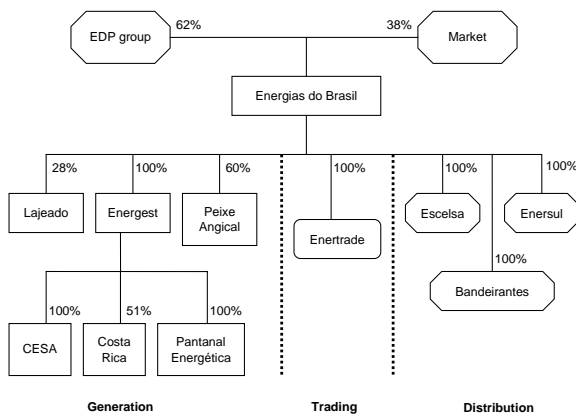 EDP group
62%
38%
Market
Energias do Brasil
28%
100%
60%
100%
100%
100%
Lajeado
Energest
Peixe
Angical
Enertrade
Escelsa
Enersul
100%
Bandeirantes
100%
51%
100%
CESA
Costa
Rica
Pantanal
Energética
Generation
Trading
Distribution